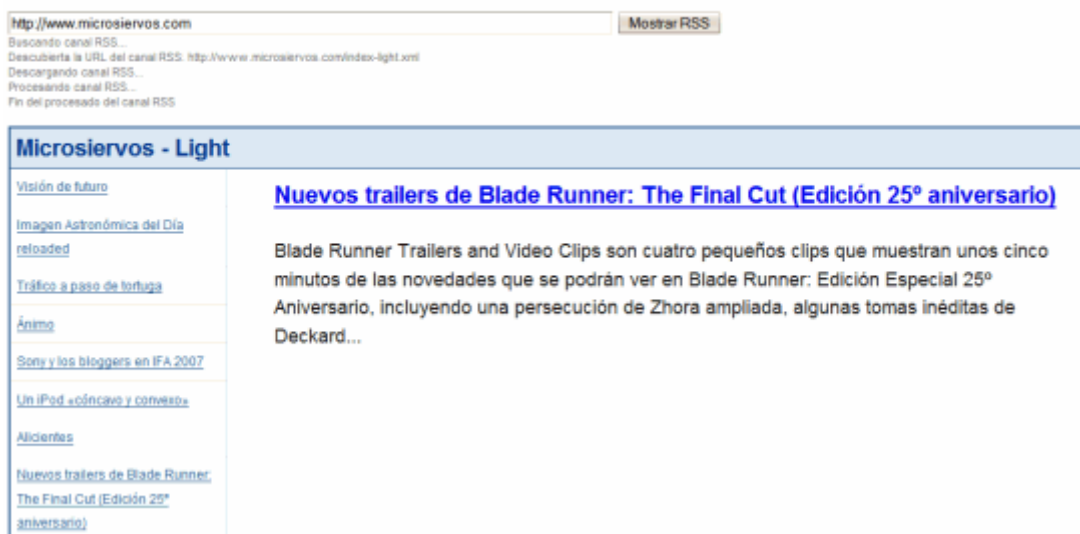 http://www.microsiervos.com
Mostrar RSS
Buscando canal RSS...
Descubierta la URL del canal RSS: http://www.microsiervos.com/index-light.xml
Descargando canal RSS...
Procesando canal RSS...
Fin del procesado del canal RSS
Microsiervos - Light
Visión de futuro
Imagen Astronómica del Día
reloaded
Tráfico a paso de tortuga
Ánimo
Sony y los bloggers en IFA 2007
Un iPod «cóncavo y convexo»
Alicientes
Nuevos trailers de Blade Runner:
The Final Cut (Edición 25º
aniversario)
Nuevos trailers de Blade Runner: The Final Cut (Edición 25º aniversario)
Blade Runner Trailers and Video Clips son cuatro pequeños clips que muestran unos cinco
minutos de las novedades que se podrán ver en Blade Runner: Edición Especial 25º
Aniversario, incluyendo una persecución de Zhora ampliada, algunas tomas inéditas de
Deckard...